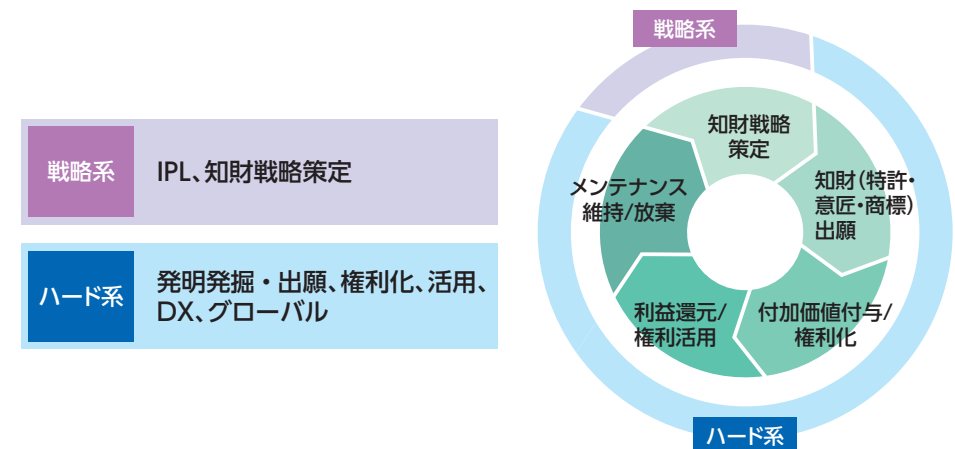 戦略系
IPL、知財戦略策定
ハード系
発明発掘・出願、権利化、活用、
DX、グローバル
戦略系
知財戦略
策定
知財(特許・
意匠・商標)
出願
付加価値付与/
権利化
利益還元/
権利活用
メンテナンス
維持/放棄
ハード系